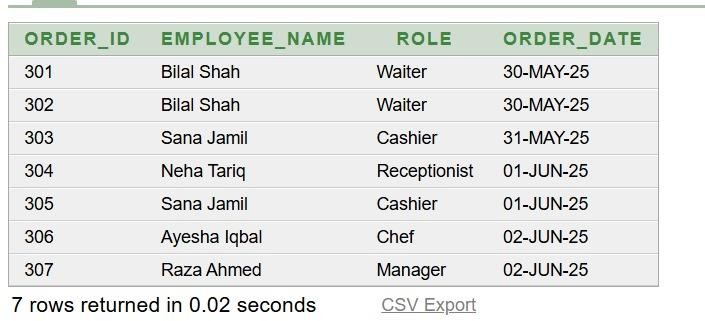 ORDER_ID EMPLOYEE_NAME ROLE ORDER_DATE
301 Bilal Shah Waiter 30-MAY-25
302 Bilal Shah Waiter 30-MAY-25
303 Sana Jamil Cashier 31-MAY-25
304 Neha Tariq Receptionist 01-JUN-25
305 Sana Jamil Cashier 01-JUN-25
306 Ayesha Iqbal Chef 02-JUN-25
307 Raza Ahmed Manager 02-JUN-25
7 rows returned in 0.02 seconds CSV Export